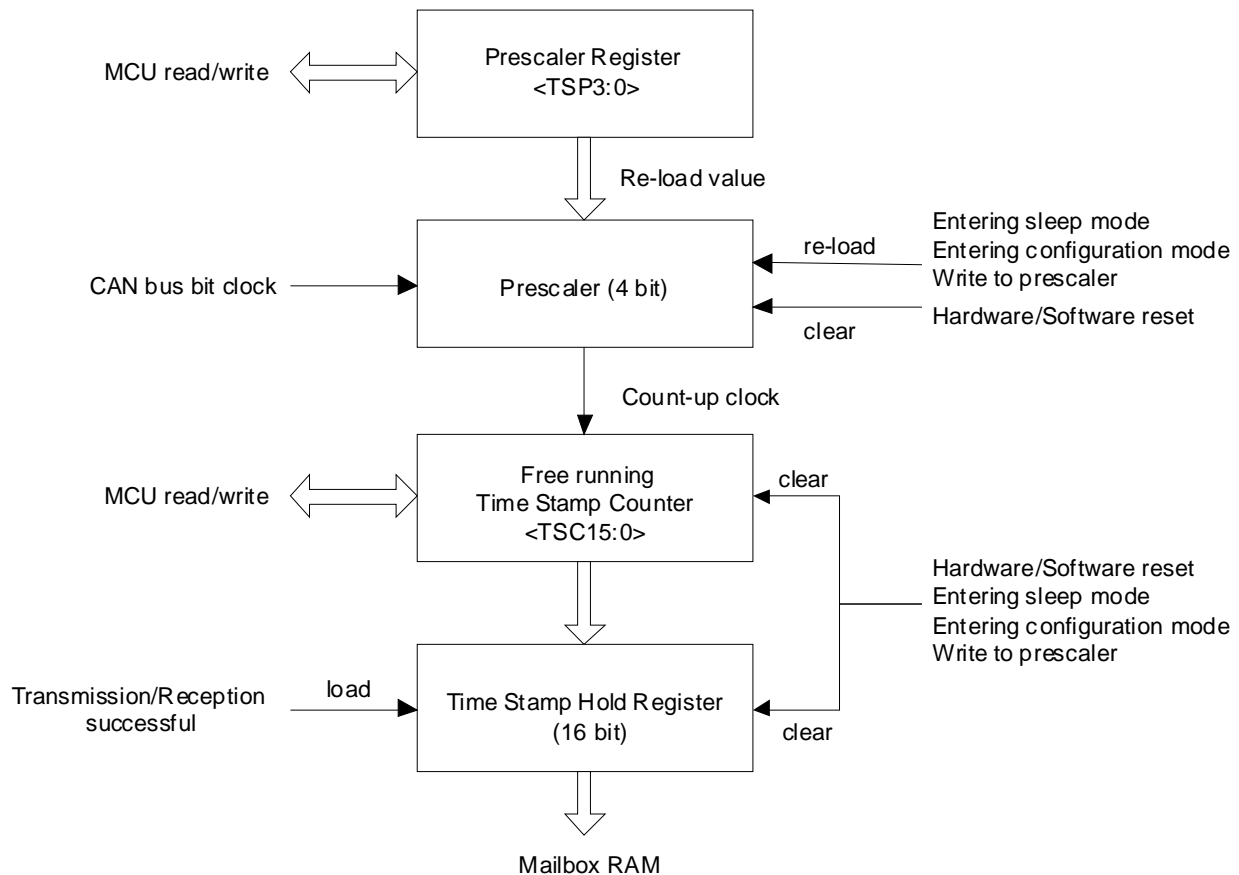 Prescaler Register
<TSP3:0>
MCU read/write
Re-load value
Entering sleep mode
Entering configuration mode
Write to prescaler
re-load
CAN bus bit clock
Prescaler (4 bit)
Hardware/Software reset
clear
Count-up clock
Free running
Time Stamp Counter
<TSC15:0>
MCU read/write
clear
Hardware/Software reset
Entering sleep mode
Entering configuration mode
Write to prescaler
Transmission/Reception
successful
load
Time Stamp Hold Register
(16 bit)
clear
Mailbox RAM